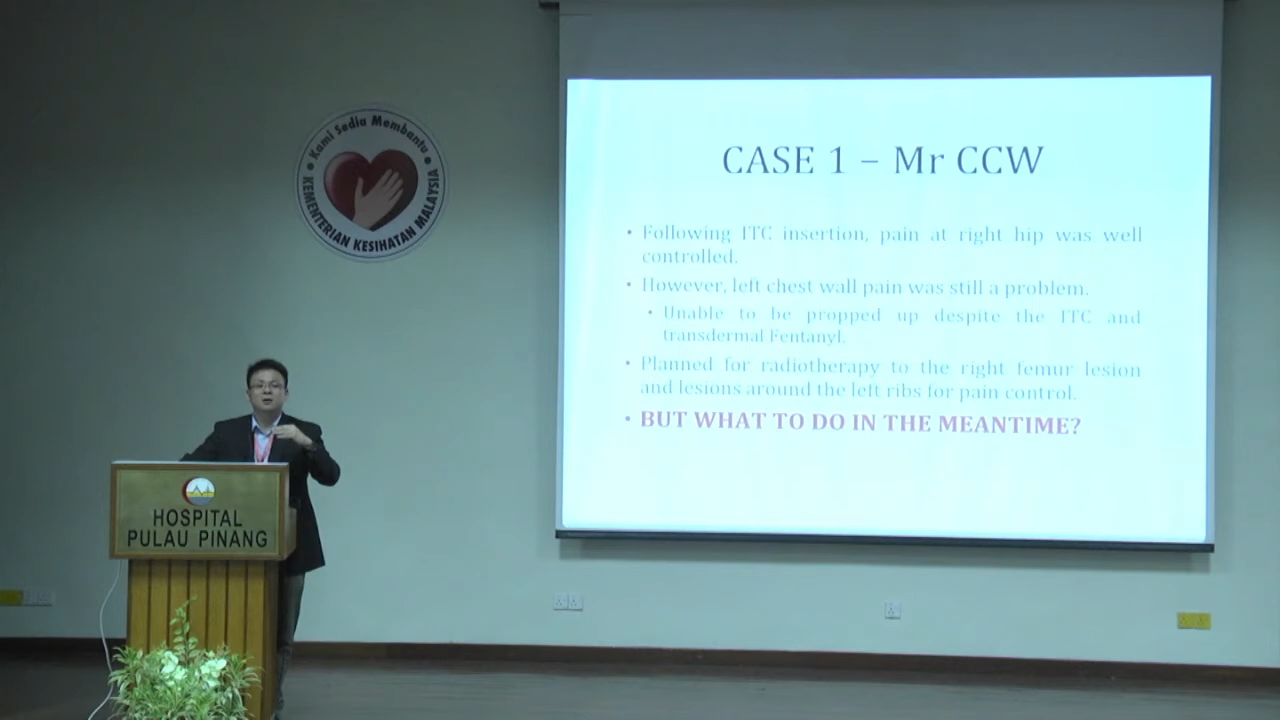 Kami Sedia Membantu
KEMENTERIAN KESIHATAN MALAYSIA
CASE 1 – Mr CCW
• Following ITC insertion, pain at right hip was well
controlled.
• However, left chest wall pain was still a problem.
• Unable to be propped up despite the ITC and
transdermal Fentanyl.
• Planned for radiotherapy to the right femur lesion
and lesions around the left ribs for pain control.
• BUT WHAT TO DO IN THE MEANTIME?
HOSPITAL
PULAU PINANG